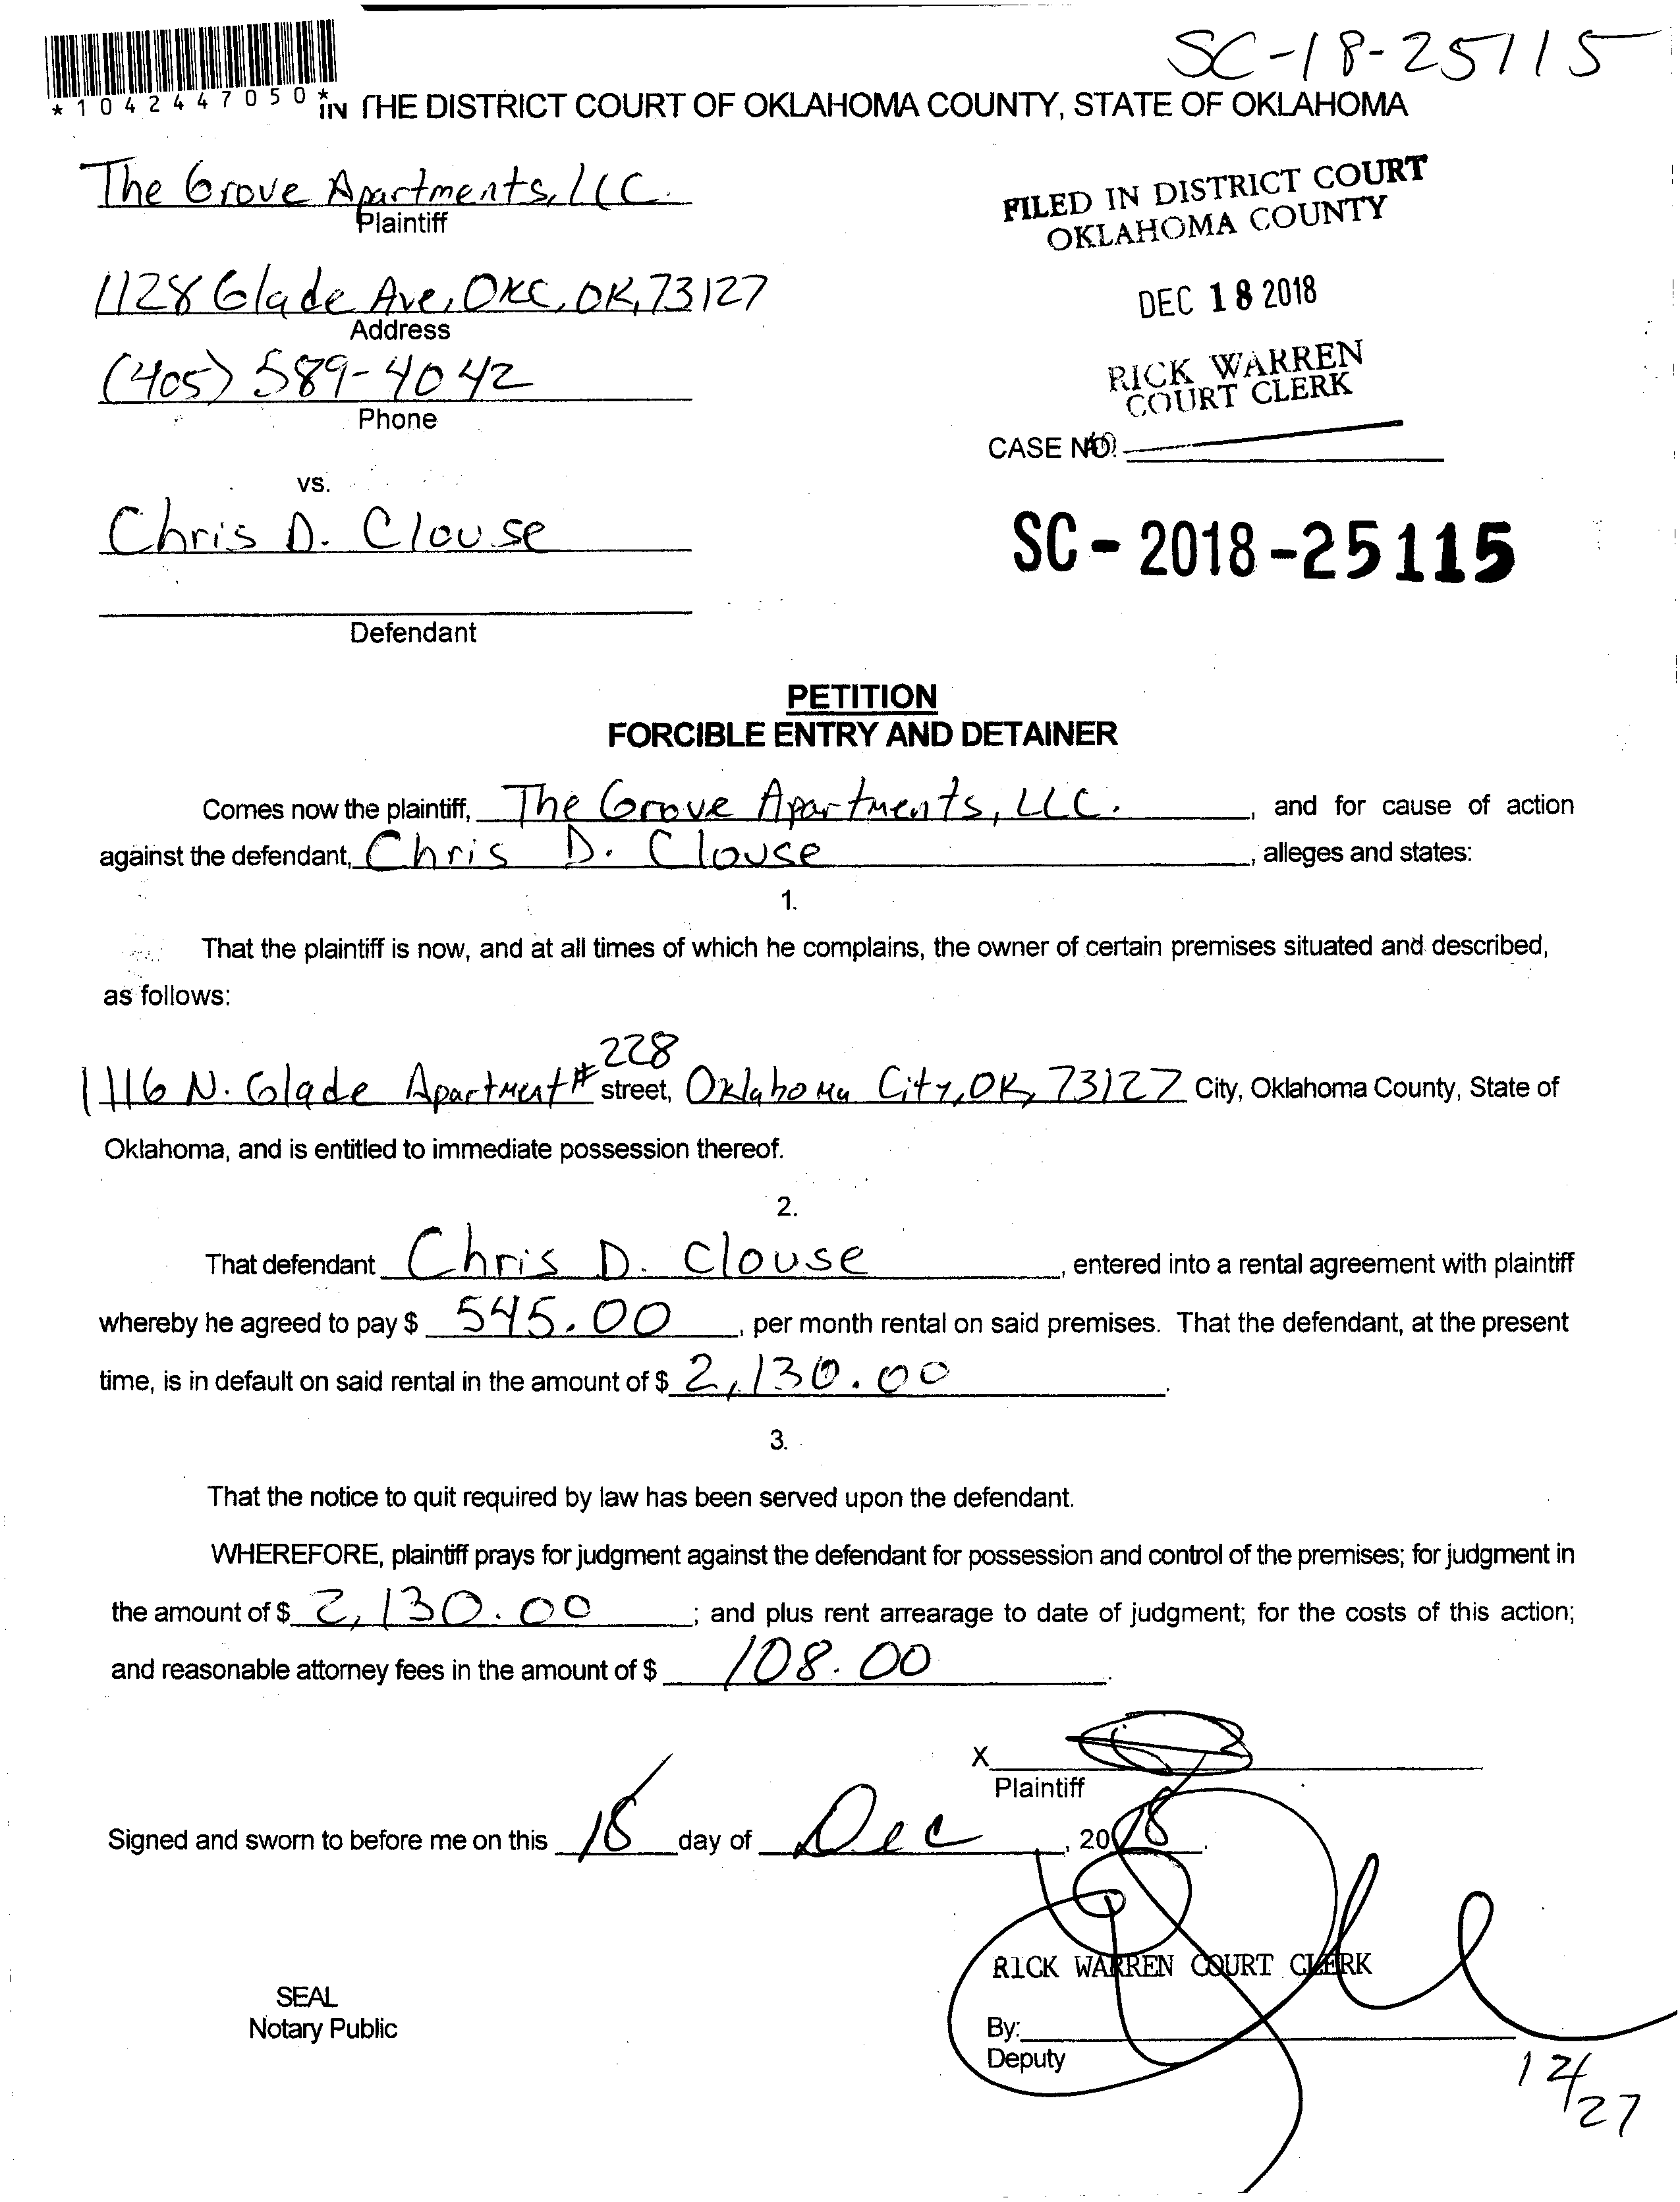 SC-18-25115
*1042447050*
IN THE DISTRICT COURT OF OKLAHOMA COUNTY, STATE OF OKLAHOMA
The Grove Apartments, LLC.
Plaintiff
FILED IN DISTRICT COURT
OKLAHOMA COUNTY
1128 Glade Ave, OKC, OK, 73127
Address
DEC 18 2018
(405) 589-4042
Phone
RICK WARREN
COURT CLERK
CASE NO.
vs.
Chris D. Clouse
SC-2018-25115
Defendant
PETITION
FORCIBLE ENTRY AND DETAINER
Comes now the plaintiff, The Grove Apartments, LLC. , and for cause of action
against the defendant, Chris D. Clouse , alleges and states:
1.
That the plaintiff is now, and at all times of which he complains, the owner of certain premises situated and described,
as follows:
228
1116 N. Glade Apartment # street, Oklahoma City, OK, 73127 City, Oklahoma County, State of
Oklahoma, and is entitled to immediate possession thereof.
2.
That defendant Chris D. Clouse , entered into a rental agreement with plaintiff
whereby he agreed to pay $ 545.00 , per month rental on said premises. That the defendant, at the present
time, is in default on said rental in the amount of $ 2,130.00 .
3.
That the notice to quit required by law has been served upon the defendant.
WHEREFORE, plaintiff prays for judgment against the defendant for possession and control of the premises; for judgment in
the amount of $ 2,130.00 ; and plus rent arrearage to date of judgment; for the costs of this action;
and reasonable attorney fees in the amount of $ 108.00 .
X
Plaintiff
Signed and sworn to before me on this 18 day of Dec , 2018.
RICK WARREN COURT CLERK
SEAL
Notary Public
By:
Deputy
12/27